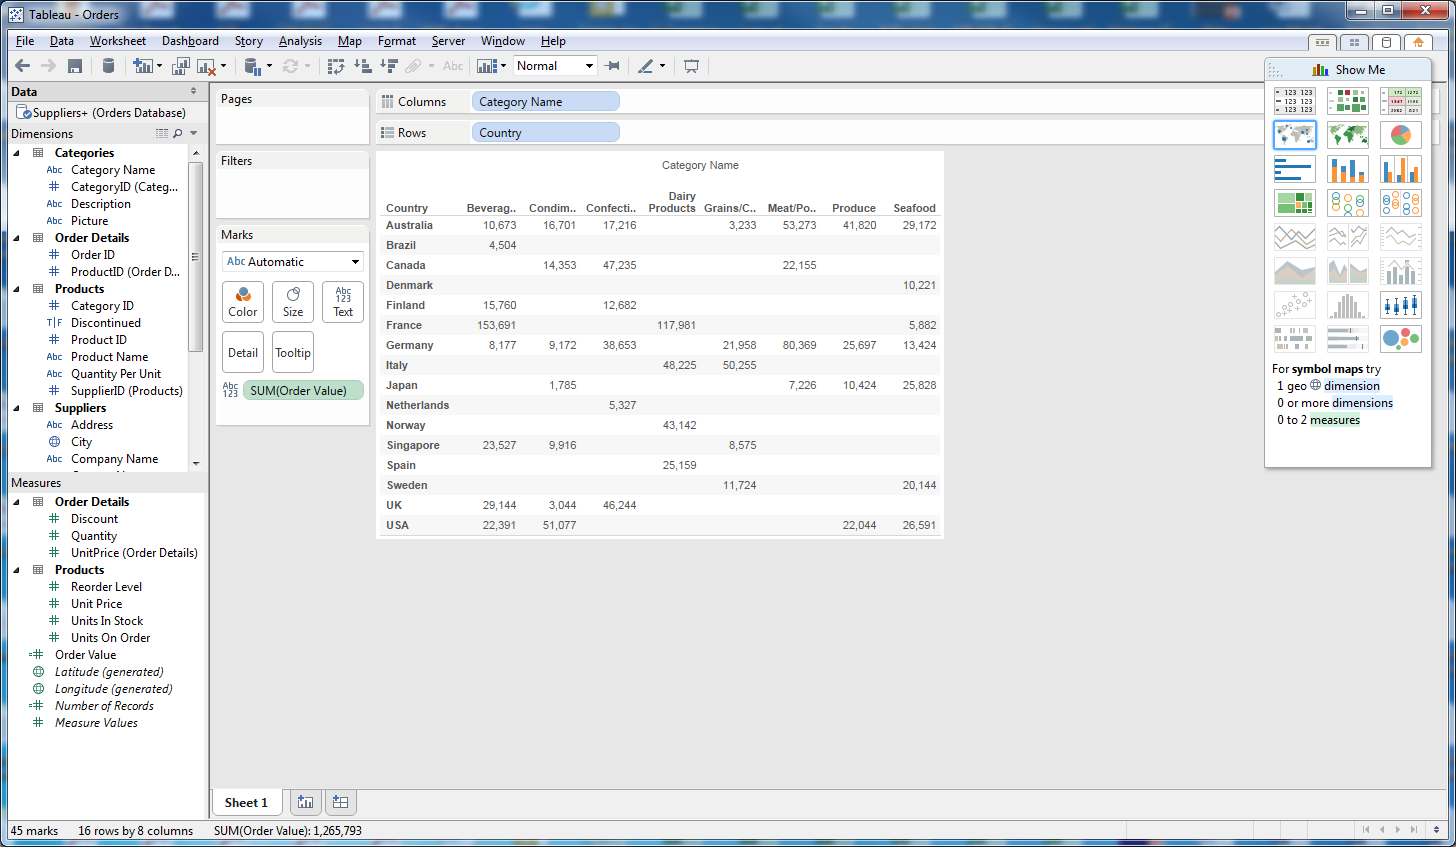 Tableau - Orders
File Data Worksheet Dashboard Story Analysis Map Format Server Window Help
Abc Normal
Data
Suppliers+ (Orders Database)
Dimensions
Categories
Abc Category Name
CategoryID (Categ...
Abc Description
Abc Picture
Order Details
Order ID
ProductID (Order D...
Products
Category ID
T|F Discontinued
Product ID
Abc Product Name
Abc Quantity Per Unit
SupplierID (Products)
Suppliers
Abc Address
City
Abc Company Name
Measures
Order Details
Discount
Quantity
UnitPrice (Order Details)
Products
Reorder Level
Unit Price
Units In Stock
Units On Order
Order Value
Latitude (generated)
Longitude (generated)
Number of Records
Measure Values
Pages
Filters
Marks
Abc Automatic
Color Size Abc 123 Text
Detail Tooltip
Abc 123 SUM(Order Value)
Columns Category Name
Rows Country
Category Name
Country Beverag.. Condim.. Confecti.. Dairy Products Grains/C.. Meat/Po.. Produce Seafood
Australia 10,673 16,701 17,216 3,233 53,273 41,820 29,172
Brazil 4,504
Canada 14,353 47,235 22,155
Denmark 10,221
Finland 15,760 12,682
France 153,691 117,981 5,882
Germany 8,177 9,172 38,653 21,958 80,369 25,697 13,424
Italy 48,225 50,255
Japan 1,785 7,226 10,424 25,828
Netherlands 5,327
Norway 43,142
Singapore 23,527 9,916 8,575
Spain 25,159
Sweden 11,724 20,144
UK 29,144 3,044 46,244
USA 22,391 51,077 22,044 26,591
Show Me
For symbol maps try
1 geo dimension
0 or more dimensions
0 to 2 measures
Sheet 1
45 marks 16 rows by 8 columns SUM(Order Value): 1,265,793